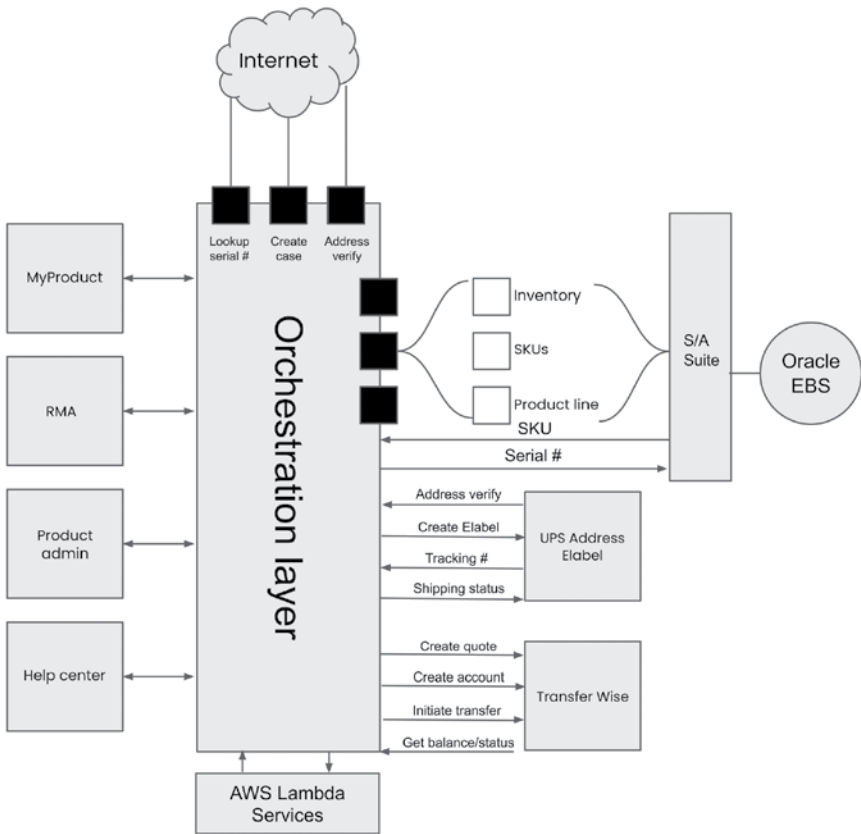 Internet
Lookup
serial #
Create
case
Address
verify
MyProduct
RMA
Product
admin
Help center
Orchestration layer
Inventory
SKUs
Product line
SKU
Serial #
S/A
Suite
Oracle
EBS
Address verify
Create Elabel
Tracking #
Shipping status
UPS Address
Elabel
Create quote
Create account
Initiate transfer
Get balance/status
Transfer Wise
AWS Lambda
Services